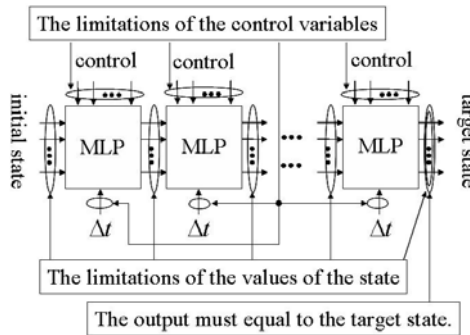 The limitations of the control variables
control control control
initial state
MLP MLP MLP
target state
Δt Δt Δt
The limitations of the values of the state
The output must equal to the target state.